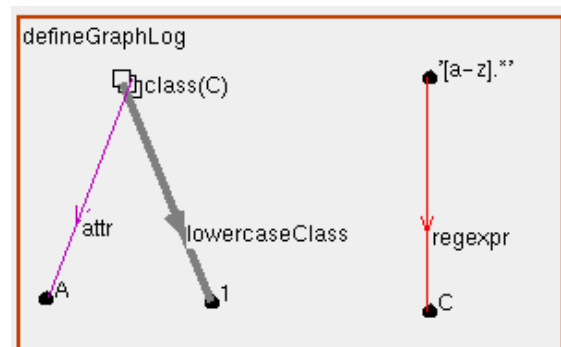 defineGraphLog
class(C)
'[a-z].*'
attr
lowercaseClass
regexpr
A
1
C